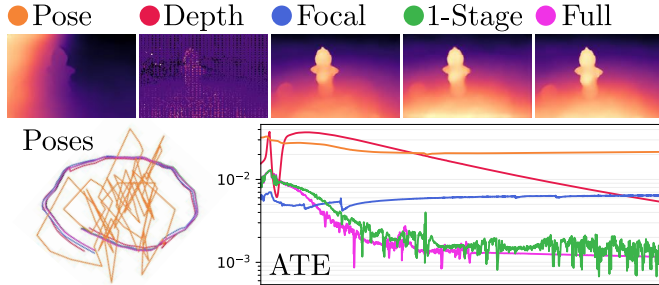 Pose Depth Focal 1-Stage Full
Poses
10⁻²
10⁻³
ATE